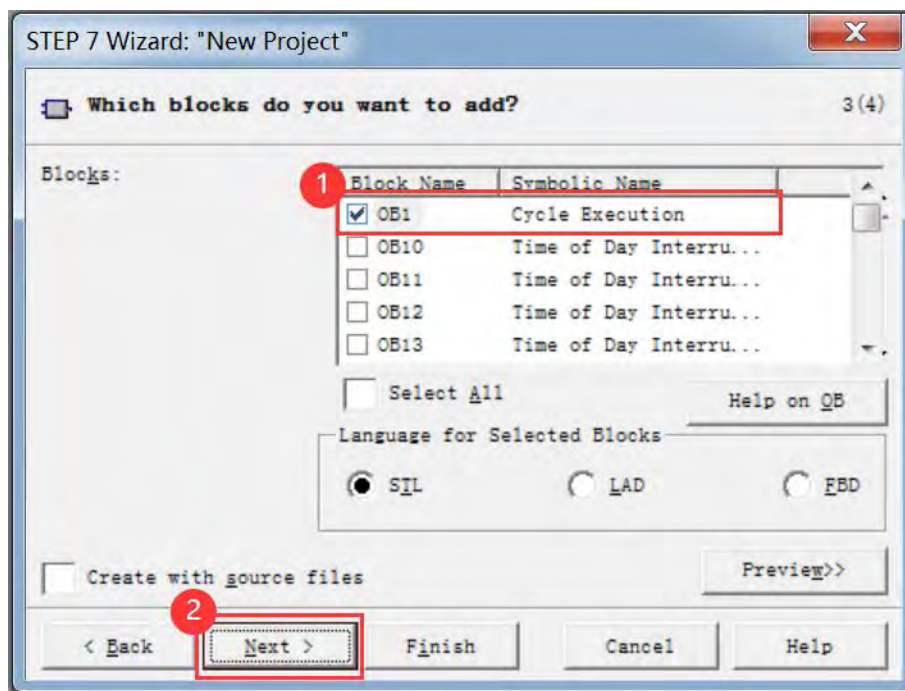 STEP 7 Wizard: "New Project"
X
Which blocks do you want to add? 3(4)
Blocks:
1
Block Name Symbolic Name
OB1 Cycle Execution
OB10 Time of Day Interru...
OB11 Time of Day Interru...
OB12 Time of Day Interru...
OB13 Time of Day Interru...
Select All
Help on OB
Language for Selected Blocks
STL LAD FBD
Create with source files
Preview>>
2
< Back Next > Finish Cancel Help